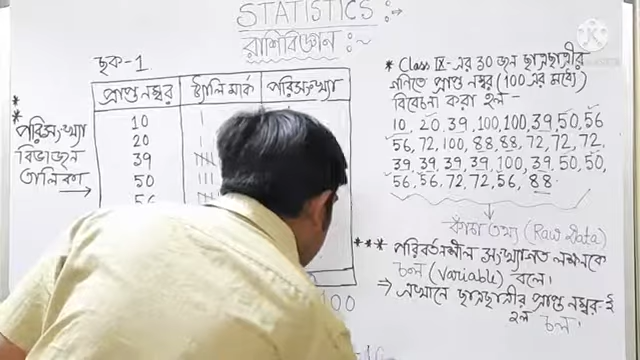 STATISTICS :→
রাশিবিজ্ঞান :~
ছক-1
প্রাপ্ত নম্বর ট্যালি মার্ক পরিসংখ্যা
10
20
39
50
56
** পরিসংখ্যা
বিভাজন
তালিকা
* Class IX-এর 30 জন ছাত্রছাত্রীর
গণিতে প্রাপ্ত নম্বর (100 এর মধ্যে)
বিবেচনা করা হল-
10, 20, 39, 100, 100, 39, 50, 56
56, 72, 100, 88, 88, 72, 72, 72,
39, 39, 39, 39, 100, 39, 50, 50
56, 56, 72, 72, 56, 88.
তথ্য (Raw Data)
*** পরিবর্তনশীল সংখ্যাগত লক্ষণকে
চল (Variable) বলে।
→ এখানে ছাত্রছাত্রীর প্রাপ্ত নম্বর-ই
হল চল।